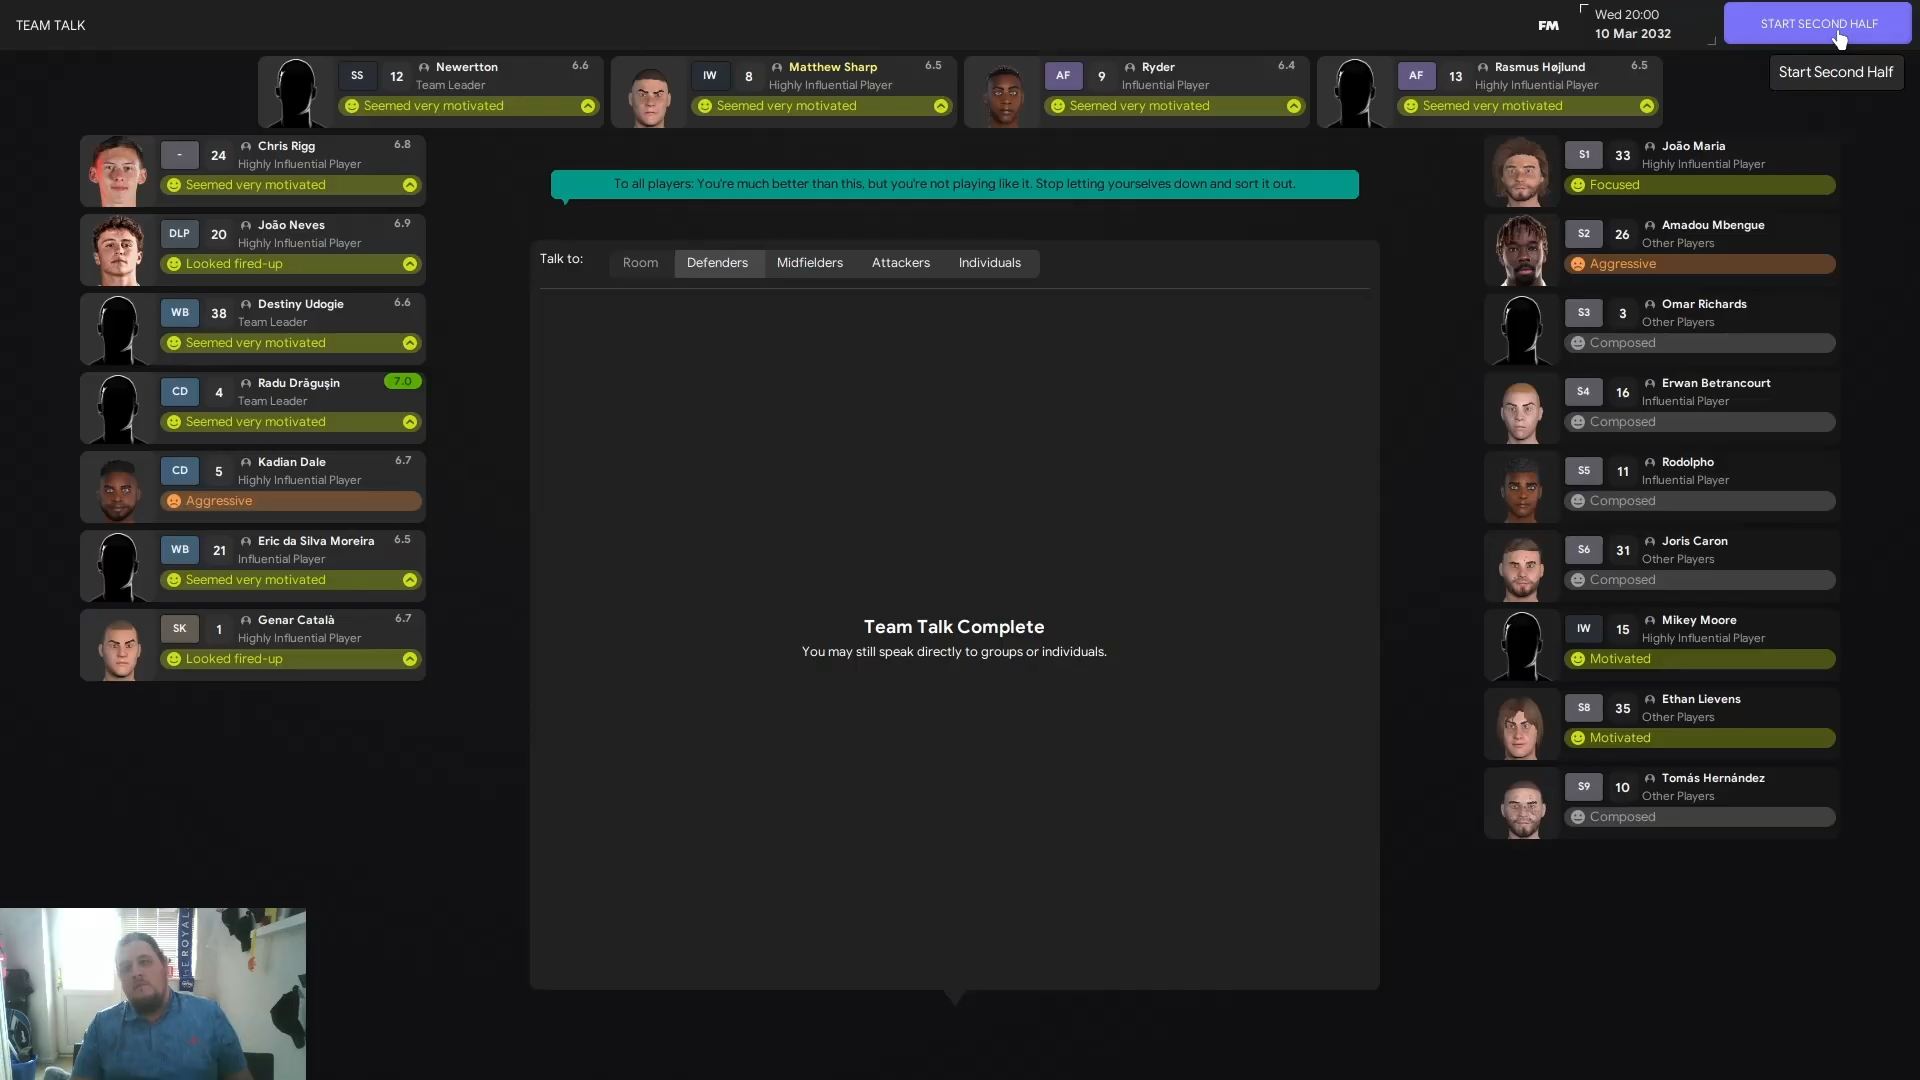 TEAM TALK
FM
Wed 20:00
10 Mar 2032
START SECOND HALF
Start Second Half
SS 12 Newertton 6.6
Team Leader
Seemed very motivated
IW 8 Matthew Sharp 6.5
Highly Influential Player
Seemed very motivated
AF 9 Ryder 6.4
Influential Player
Seemed very motivated
AF 13 Rasmus Højlund 6.5
Highly Influential Player
Seemed very motivated
- 24 Chris Rigg 6.8
Highly Influential Player
Seemed very motivated
DLP 20 João Neves 6.9
Highly Influential Player
Looked fired-up
WB 38 Destiny Udogie 6.6
Team Leader
Seemed very motivated
CD 4 Radu Drăguşin 7.0
Team Leader
Seemed very motivated
CD 5 Kadian Dale 6.7
Highly Influential Player
Aggressive
WB 21 Eric da Silva Moreira 6.5
Influential Player
Seemed very motivated
SK 1 Genar Català 6.7
Highly Influential Player
Looked fired-up
To all players: You're much better than this, but you're not playing like it. Stop letting yourselves down and sort it out.
Talk to: Room Defenders Midfielders Attackers Individuals
Team Talk Complete
You may still speak directly to groups or individuals.
S1 33 João Maria
Highly Influential Player
Focused
S2 26 Amadou Mbengue
Other Players
Aggressive
S3 3 Omar Richards
Other Players
Composed
S4 16 Erwan Betrancourt
Influential Player
Composed
S5 11 Rodolpho
Influential Player
Composed
S6 31 Joris Caron
Other Players
Composed
IW 15 Mikey Moore
Highly Influential Player
Motivated
S8 35 Ethan Lievens
Other Players
Motivated
S9 10 Tomás Hernández
Other Players
Composed